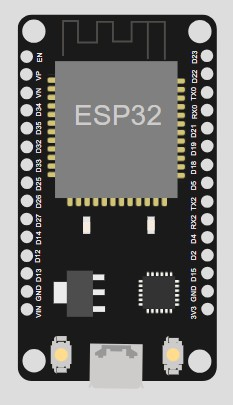 ESP32
EN
VP
VN
D34
D35
D32
D33
D25
D26
D27
D14
D12
D13
GND
VIN
D23
D22
TX0
RX0
D21
D19
D18
D5
TX2
RX2
D4
D2
D15
GND
3V3